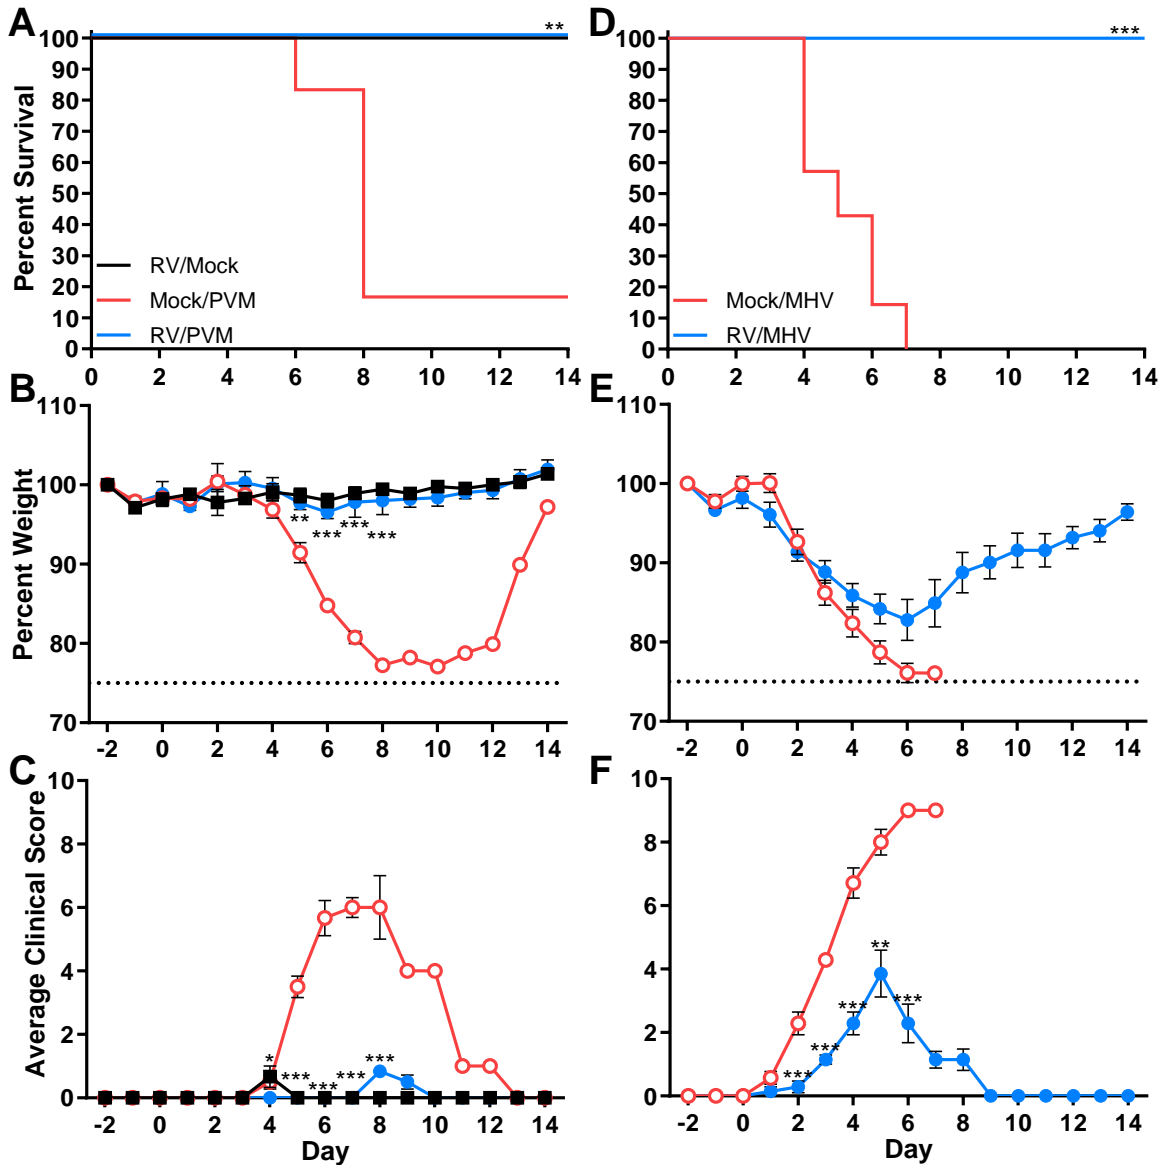 A
D
**
***
Percent Survival
100
90
80
70
60
50
40
30
20
10
0
RV/Mock
Mock/PVM
RV/PVM
0 2 4 6 8 10 12 14
100
90
80
70
60
50
40
30
20
10
0
Mock/MHV
RV/MHV
0 2 4 6 8 10 12 14
B
Percent Weight
110
100
90
80
70
**
***
***
***
-2 0 2 4 6 8 10 12 14
E
110
100
90
80
70
-2 0 2 4 6 8 10 12 14
C
Average Clinical Score
10
8
6
4
2
0
*
***
***
***
***
-2 0 2 4 6 8 10 12 14
Day
F
10
8
6
4
2
0
***
***
***
**
***
-2 0 2 4 6 8 10 12 14
Day